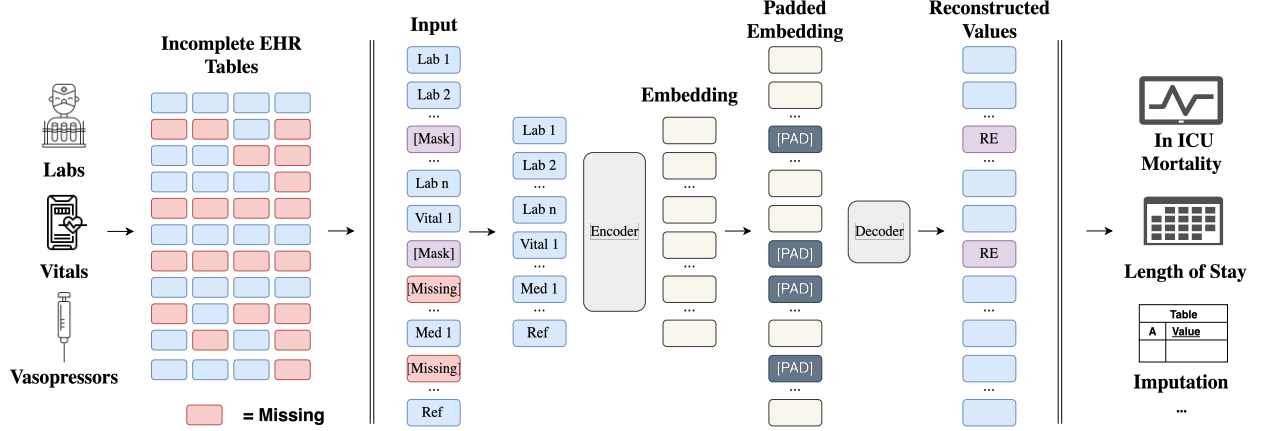 Labs
Vitals
Vasopressors
Incomplete EHR
Tables
= Missing
Input
Lab 1
Lab 2
...
[Mask]
...
Lab n
Vital 1
[Mask]
[Missing]
...
Med 1
[Missing]
...
Ref
Lab 1
Lab 2
...
Lab n
Vital 1
...
Med 1
...
Ref
Encoder
Embedding
...
...
Padded
Embedding
...
[PAD]
...
[PAD]
[PAD]
...
[PAD]
...
Decoder
Reconstructed
Values
...
RE
...
RE
...
...
In ICU
Mortality
Length of Stay
Table
A Value
Imputation
...